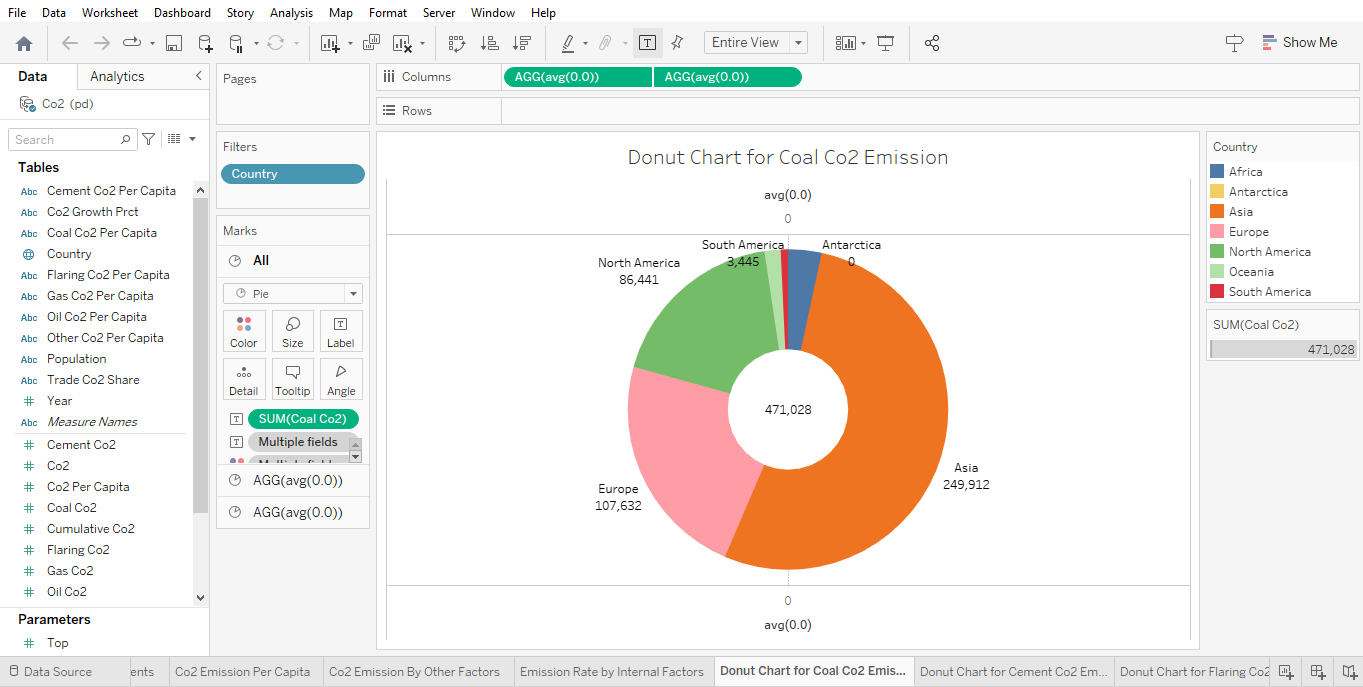 File Data Worksheet Dashboard Story Analysis Map Format Server Window Help
T Entire View Show Me
Data Analytics
Co2 (pd)
Search
Tables
Abc Cement Co2 Per Capita
Abc Co2 Growth Prct
Abc Coal Co2 Per Capita
Country
Abc Flaring Co2 Per Capita
Abc Gas Co2 Per Capita
Abc Oil Co2 Per Capita
Abc Other Co2 Per Capita
Abc Population
Abc Trade Co2 Share
# Year
Abc Measure Names
# Cement Co2
# Co2
# Co2 Per Capita
# Coal Co2
# Cumulative Co2
# Flaring Co2
# Gas Co2
# Oil Co2
Parameters
# Top
Pages
Filters
Country
Marks
All
Pie
Color Size T Label
Detail Tooltip Angle
T SUM(Coal Co2)
T Multiple fields
AGG(avg(0.0))
AGG(avg(0.0))
Columns AGG(avg(0.0)) AGG(avg(0.0))
Rows
Donut Chart for Coal Co2 Emission
avg(0.0)
0
South America
3,445
Antarctica
0
North America
86,441
471,028
Asia
249,912
Europe
107,632
0
avg(0.0)
Country
Africa
Antarctica
Asia
Europe
North America
Oceania
South America
SUM(Coal Co2)
471,028
Data Source ents Co2 Emission Per Capita Co2 Emission By Other Factors Emission Rate by Internal Factors Donut Chart for Coal Co2 Emis... Donut Chart for Cement Co2 Em... Donut Chart for Flaring Co2